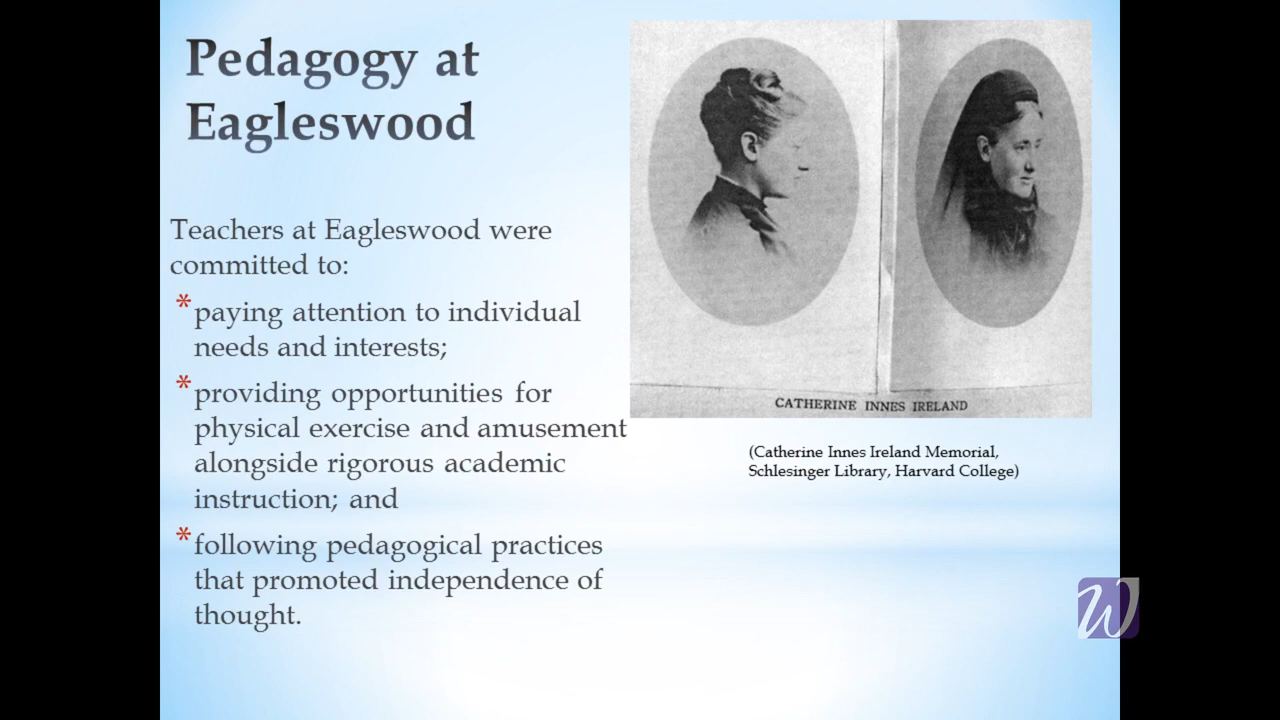 Pedagogy at
Eagleswood
Teachers at Eagleswood were
committed to:
*paying attention to individual
needs and interests;
*providing opportunities for
physical exercise and amusement
alongside rigorous academic
instruction; and
*following pedagogical practices
that promoted independence of
thought.
CATHERINE INNES IRELAND
(Catherine Innes Ireland Memorial,
Schlesinger Library, Harvard College)
W